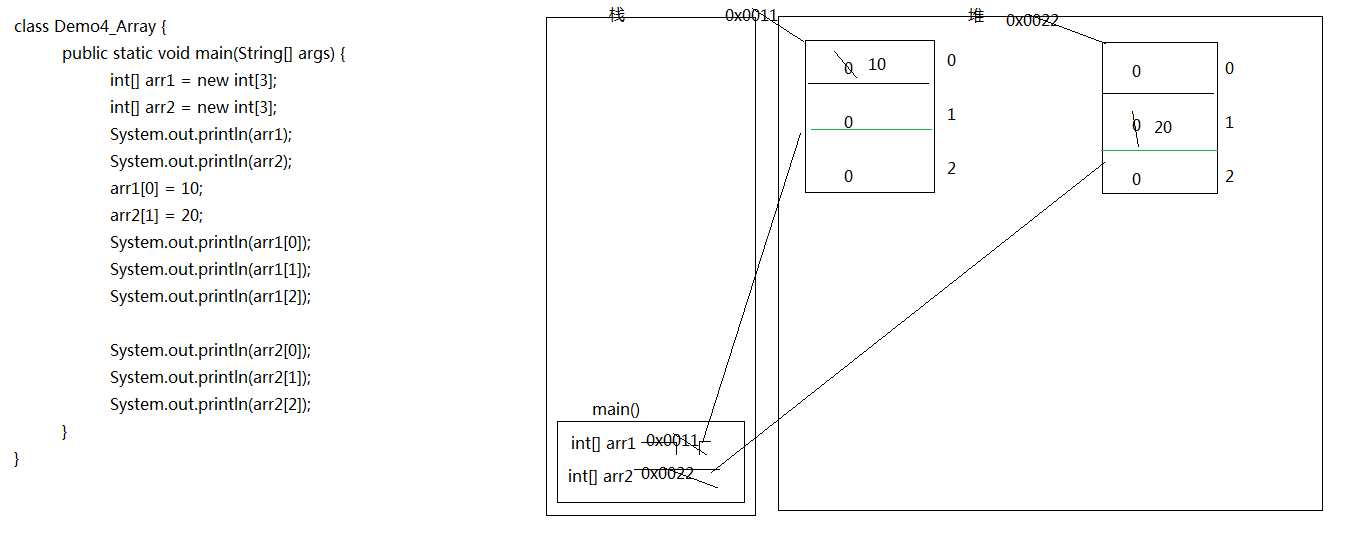 class Demo4_Array {
public static void main(String[] args) {
int[] arr1 = new int[3];
int[] arr2 = new int[3];
System.out.println(arr1);
System.out.println(arr2);
arr1[0] = 10;
arr2[1] = 20;
System.out.println(arr1[0]);
System.out.println(arr1[1]);
System.out.println(arr1[2]);
System.out.println(arr2[0]);
System.out.println(arr2[1]);
System.out.println(arr2[2]);
}
}
栈
main()
int[] arr1 0x0011
int[] arr2 0x0022
堆
0x0011
0 10 0
0 1
0 2
0x0022
0 0
0 20 1
0 2